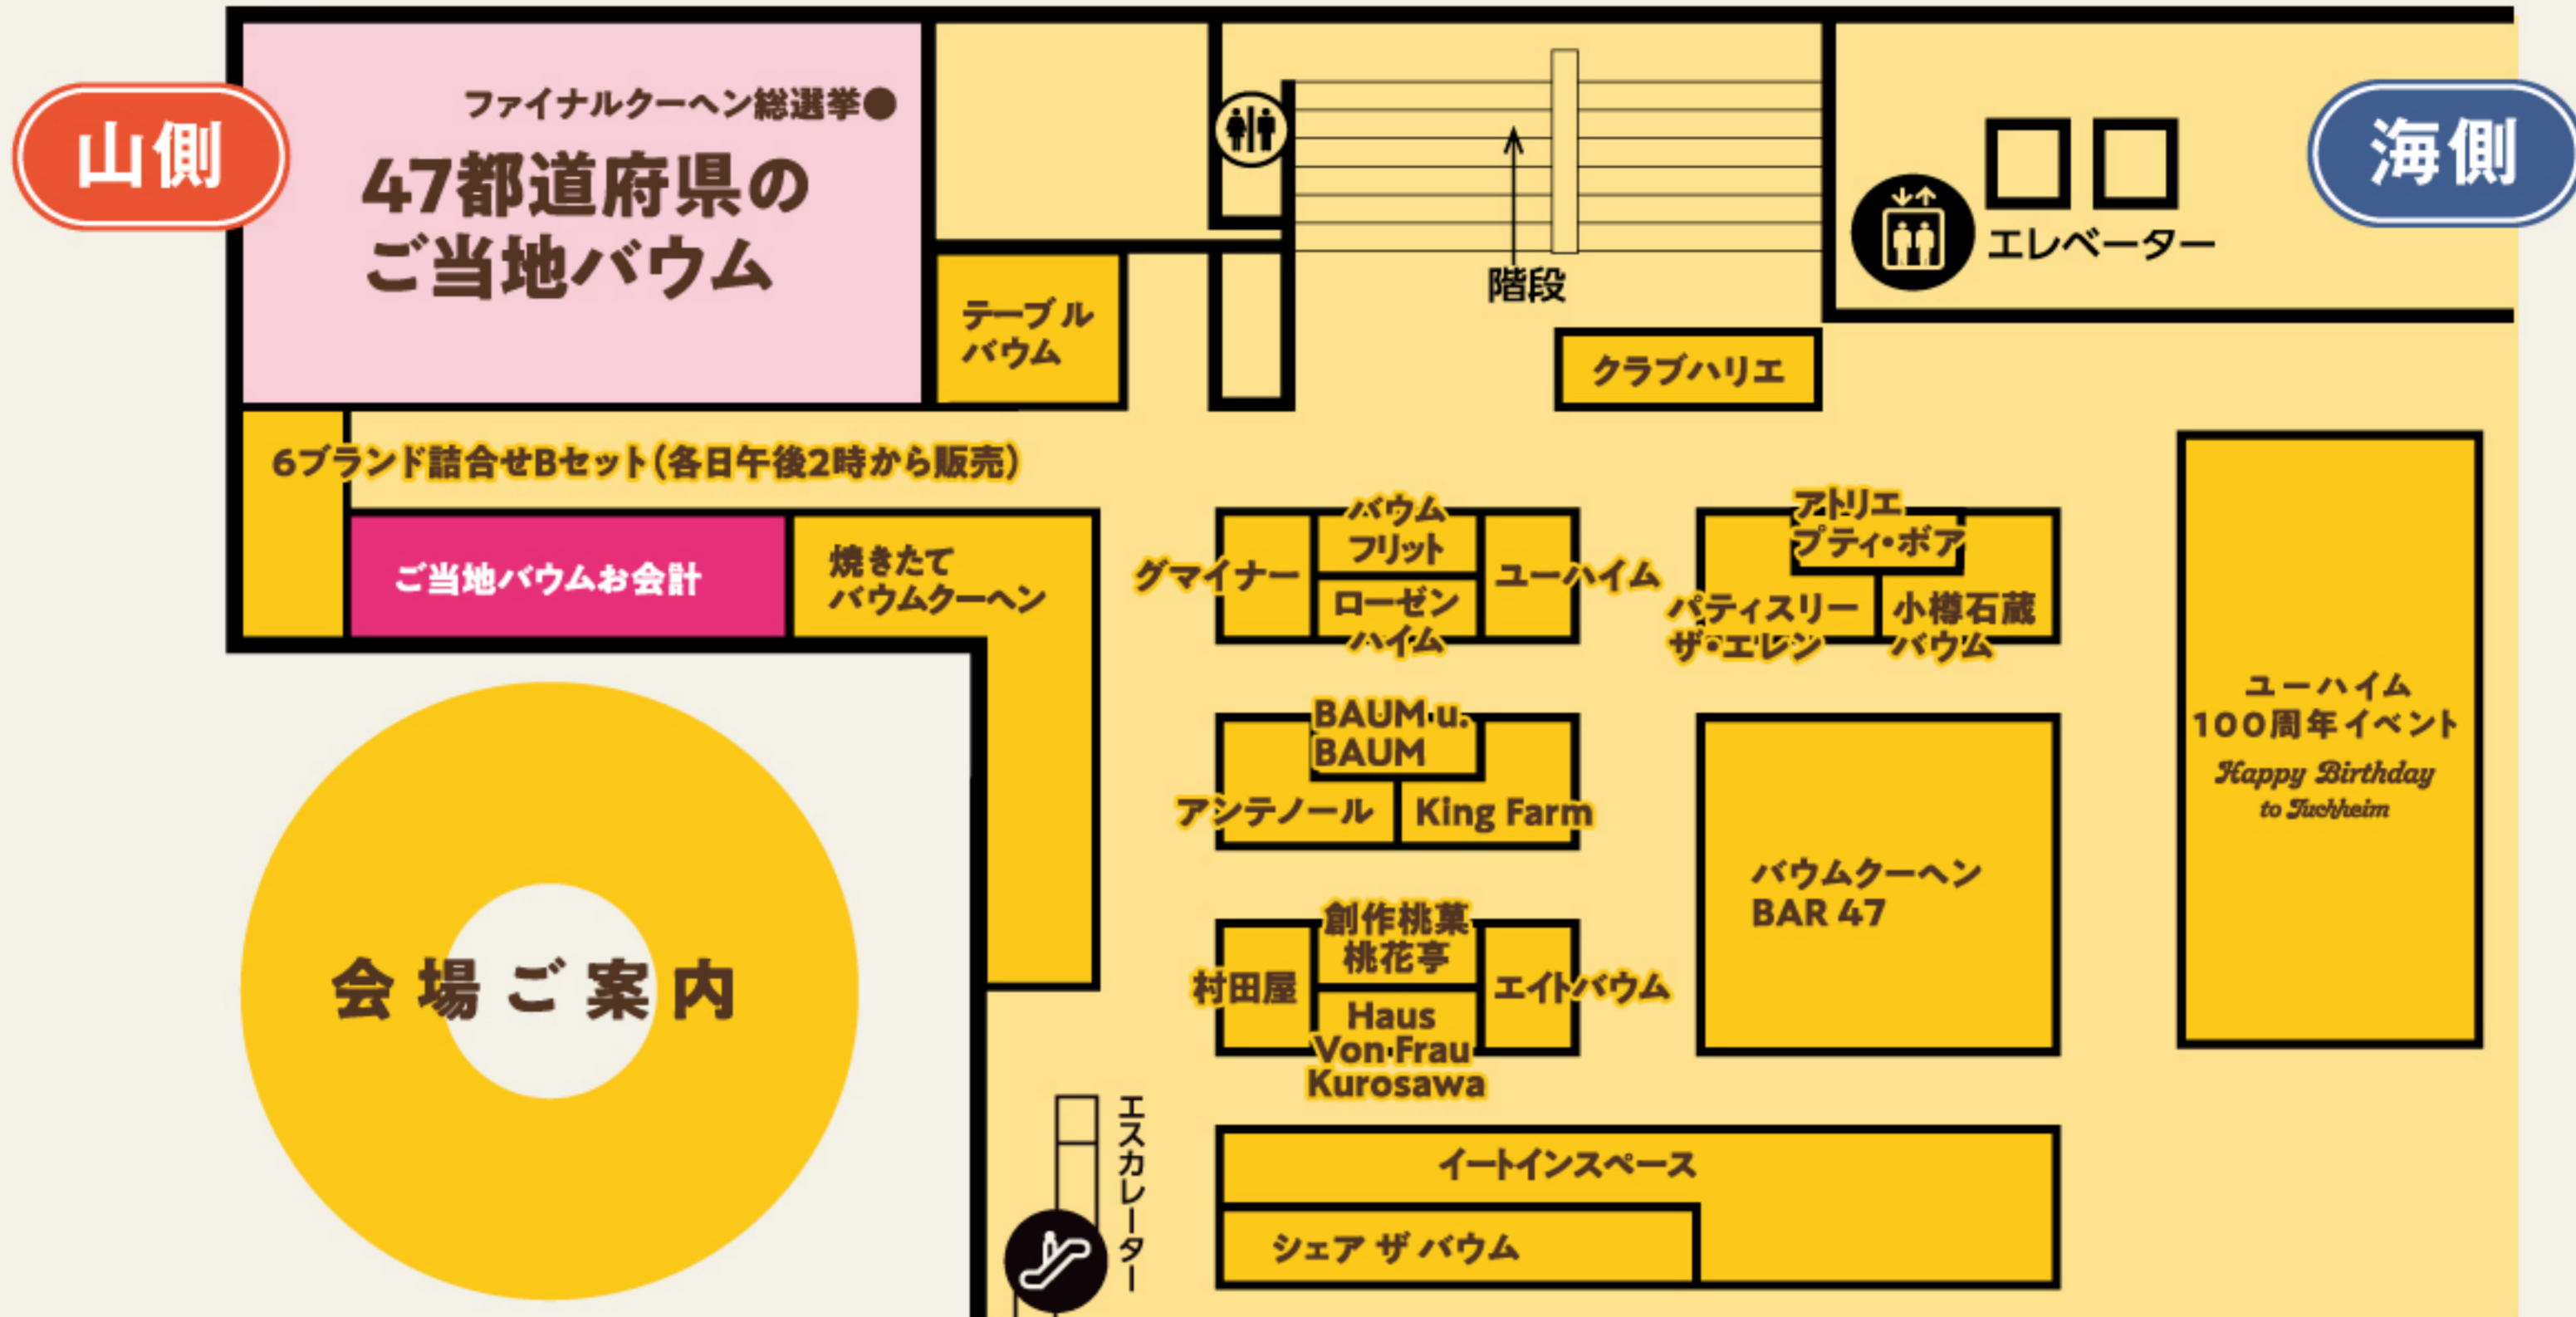 山側
海側
ファイナルクーヘン総選挙●
47都道府県の
ご当地バウム
テーブル
バウム
階段
エレベーター
クラブハリエ
6ブランド詰合せBセット(各日午後2時から販売)
ご当地バウムお会計
焼きたて
バウムクーヘン
グマイナー
バウム
フリット
ローゼン
ハイム
ユーハイム
アトリエ
プティ・ボア
パティスリー
ザ・エレン
小樽石蔵
バウム
ユーハイム
100周年イベント
Happy Birthday
to Juchheim
BAUM u.
BAUM
アンテノール
King Farm
バウムクーヘン
BAR 47
会場ご案内
村田屋
創作桃菓
桃花亭
Haus
Von Frau
Kurosawa
エイトバウム
エスカレーター
イートインスペース
シェア ザ バウム